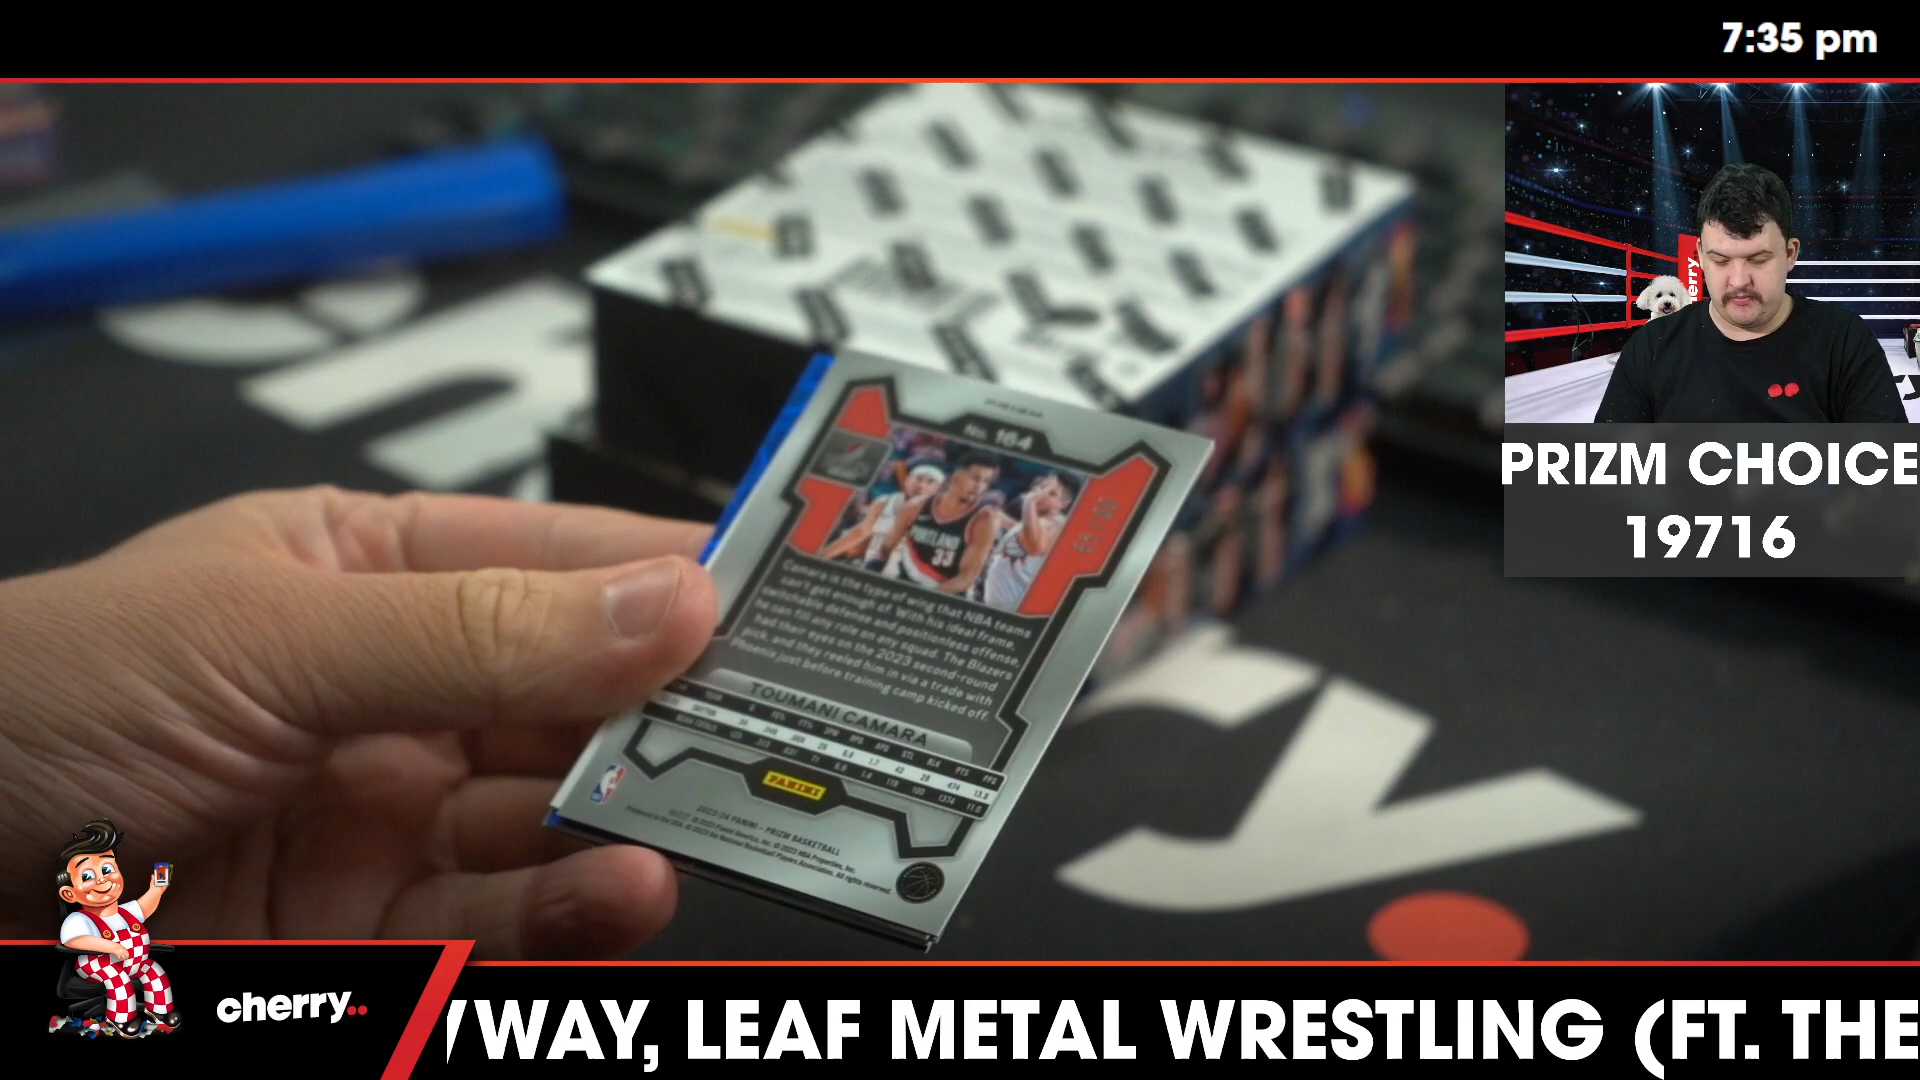 7:35 pm
PRIZM CHOICE
19716
PRIZM
No. 164
PORTLAND
33
Camara is the type of wing that NBA teams
can't get enough of. With his ideal frame,
switchable defense and positionless offense,
he can fill any role on any squad. The Blazers
had their eyes on the 2023 second-round
pick, and they reeled him in via a trade with
Phoenix just before training camp kicked off.
TOUMANI CAMARA
PANINI
2023-24 PANINI – PRIZM BASKETBALL
erry.
y.
cherry..
WAY, LEAF METAL WRESTLING (FT. THE